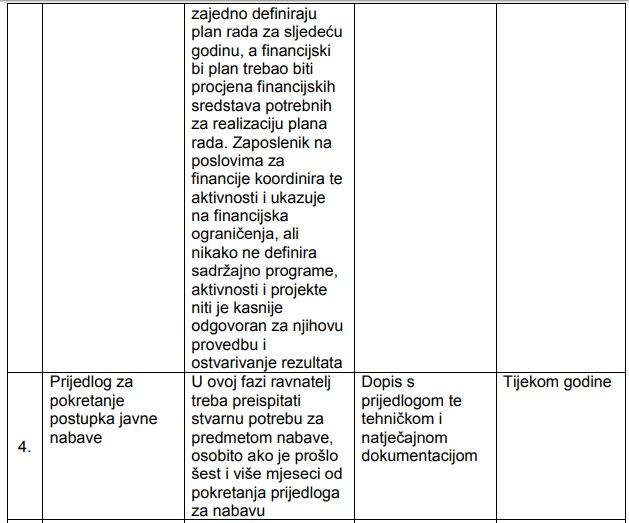 zajedno definiraju
plan rada za sljedeću
godinu, a financijski
bi plan trebao biti
procjena financijskih
sredstava potrebnih
za realizaciju plana
rada. Zaposlenik na
poslovima za
financije koordinira te
aktivnosti i ukazuje
na financijska
ograničenja, ali
nikako ne definira
sadržajno programe,
aktivnosti i projekte
niti je kasnije
odgovoran za njihovu
provedbu i
ostvarivanje rezultata
4.
Prijedlog za
pokretanje
postupka javne
nabave
U ovoj fazi ravnatelj
treba preispitati
stvarnu potrebu za
predmetom nabave,
osobito ako je prošlo
šest i više mjeseci od
pokretanja prijedloga
za nabavu
Dopis s
prijedlogom te
tehničkom i
natječajnom
dokumentacijom
Tijekom godine